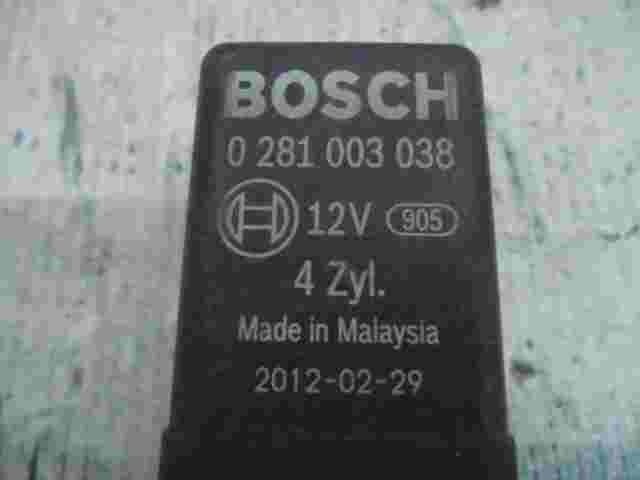 BOSCH
0 281 003 038
12V 905
4 Zyl.
Made in Malaysia
2012-02-29